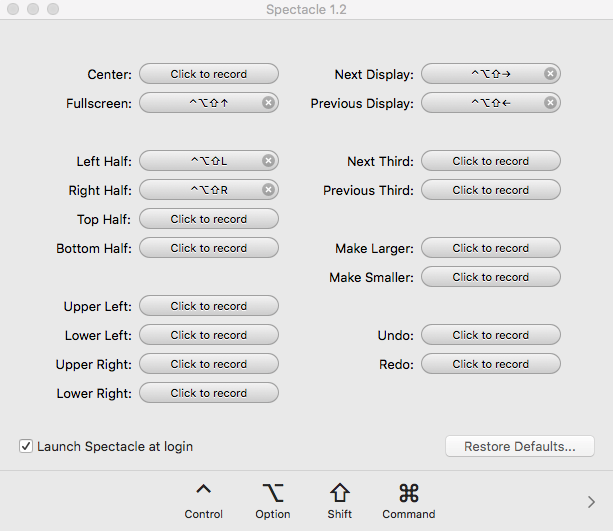 Spectacle 1.2
Center: Click to record
Fullscreen: ^⌥⇧↑
Left Half: ^⌥⇧L
Right Half: ^⌥⇧R
Top Half: Click to record
Bottom Half: Click to record
Upper Left: Click to record
Lower Left: Click to record
Upper Right: Click to record
Lower Right: Click to record
Next Display: ^⌥⇧→
Previous Display: ^⌥⇧←
Next Third: Click to record
Previous Third: Click to record
Make Larger: Click to record
Make Smaller: Click to record
Undo: Click to record
Redo: Click to record
Launch Spectacle at login
Restore Defaults...
^ ⌥ ⇧ ⌘
Control Option Shift Command